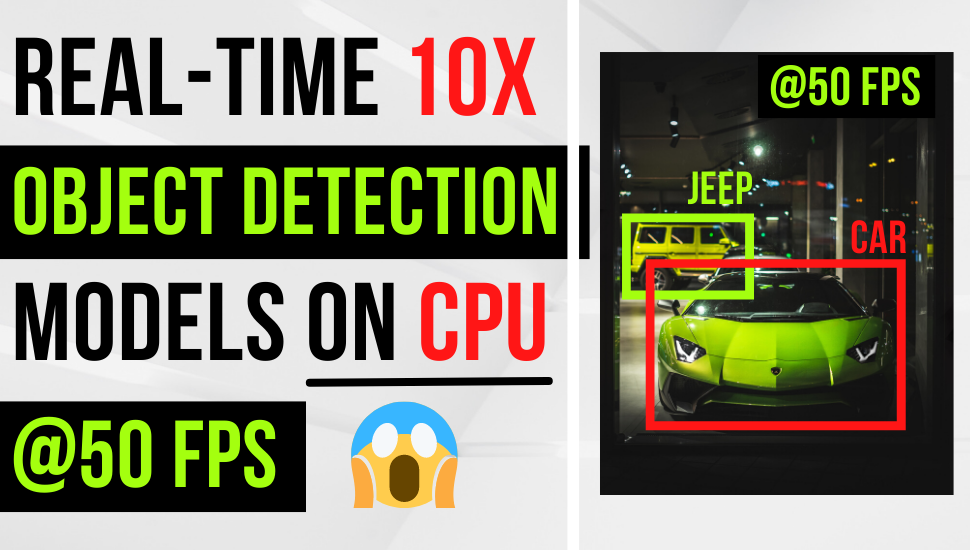 REAL-TIME 10X
OBJECT DETECTION
MODELS ON CPU
@50 FPS
@50 FPS
JEEP
CAR